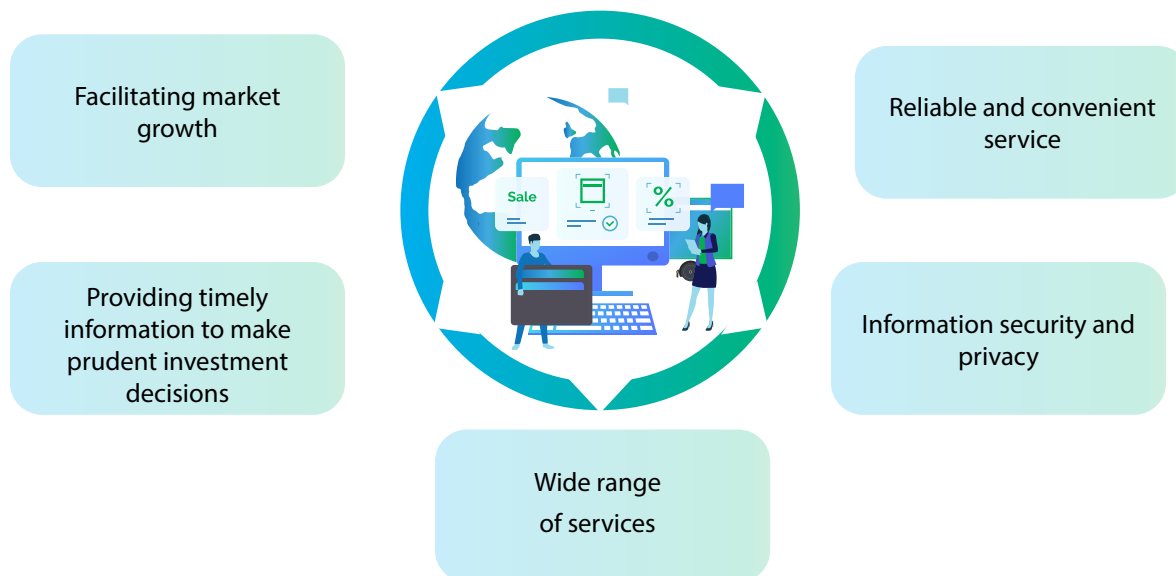 Facilitating market
growth
Reliable and convenient
service
Sale
%
Providing timely
information to make
prudent investment
decisions
Information security and
privacy
Wide range
of services